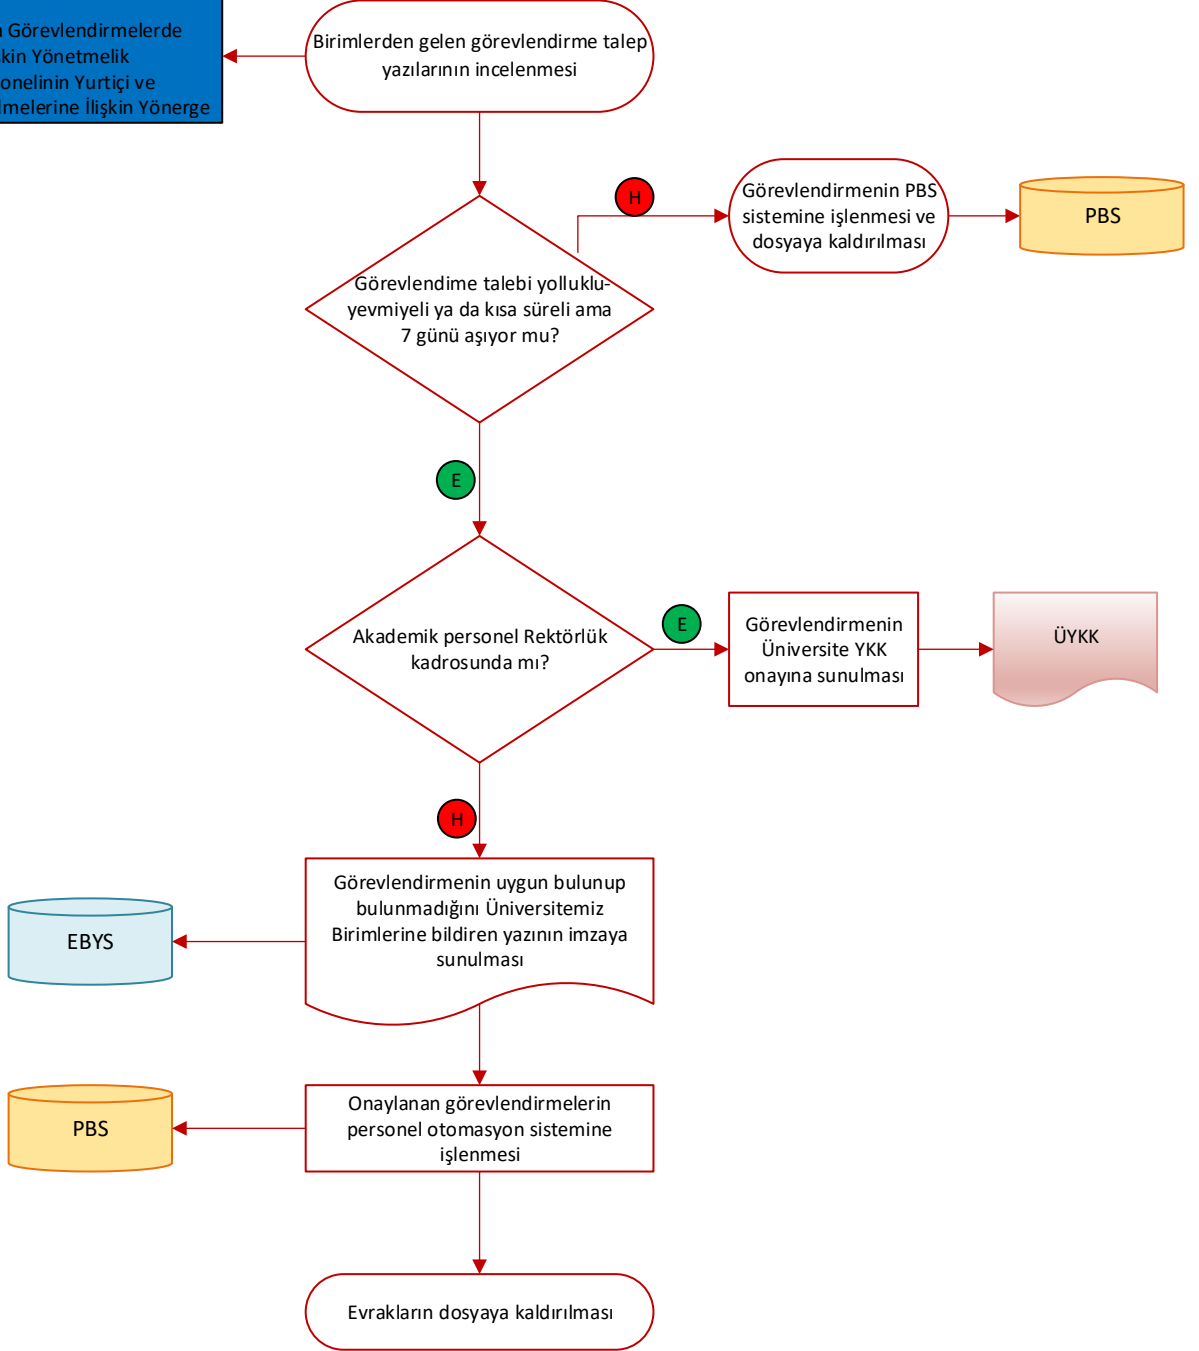 Görevlendirmelerde
Yönetmelik
Yurtiçi ve
İlişkin Yönerge
Birimlerden gelen görevlendirme talep
yazılarının incelenmesi
H
Görevlendirmenin PBS
sistemine işlenmesi ve
dosyaya kaldırılması
PBS
Görevlendime talebi yolluklu-
yevmiyeli ya da kısa süreli ama
7 günü aşıyor mu?
E
Akademik personel Rektörlük
kadrosunda mı?
E
Görevlendirmenin
Üniversite YKK
onayına sunulması
ÜYKK
H
Görevlendirmenin uygun bulunup
bulunmadığını Üniversitemiz
Birimlerine bildiren yazının imzaya
sunulması
EBYS
Onaylanan görevlendirmelerin
personel otomasyon sistemine
işlenmesi
PBS
Evrakların dosyaya kaldırılması